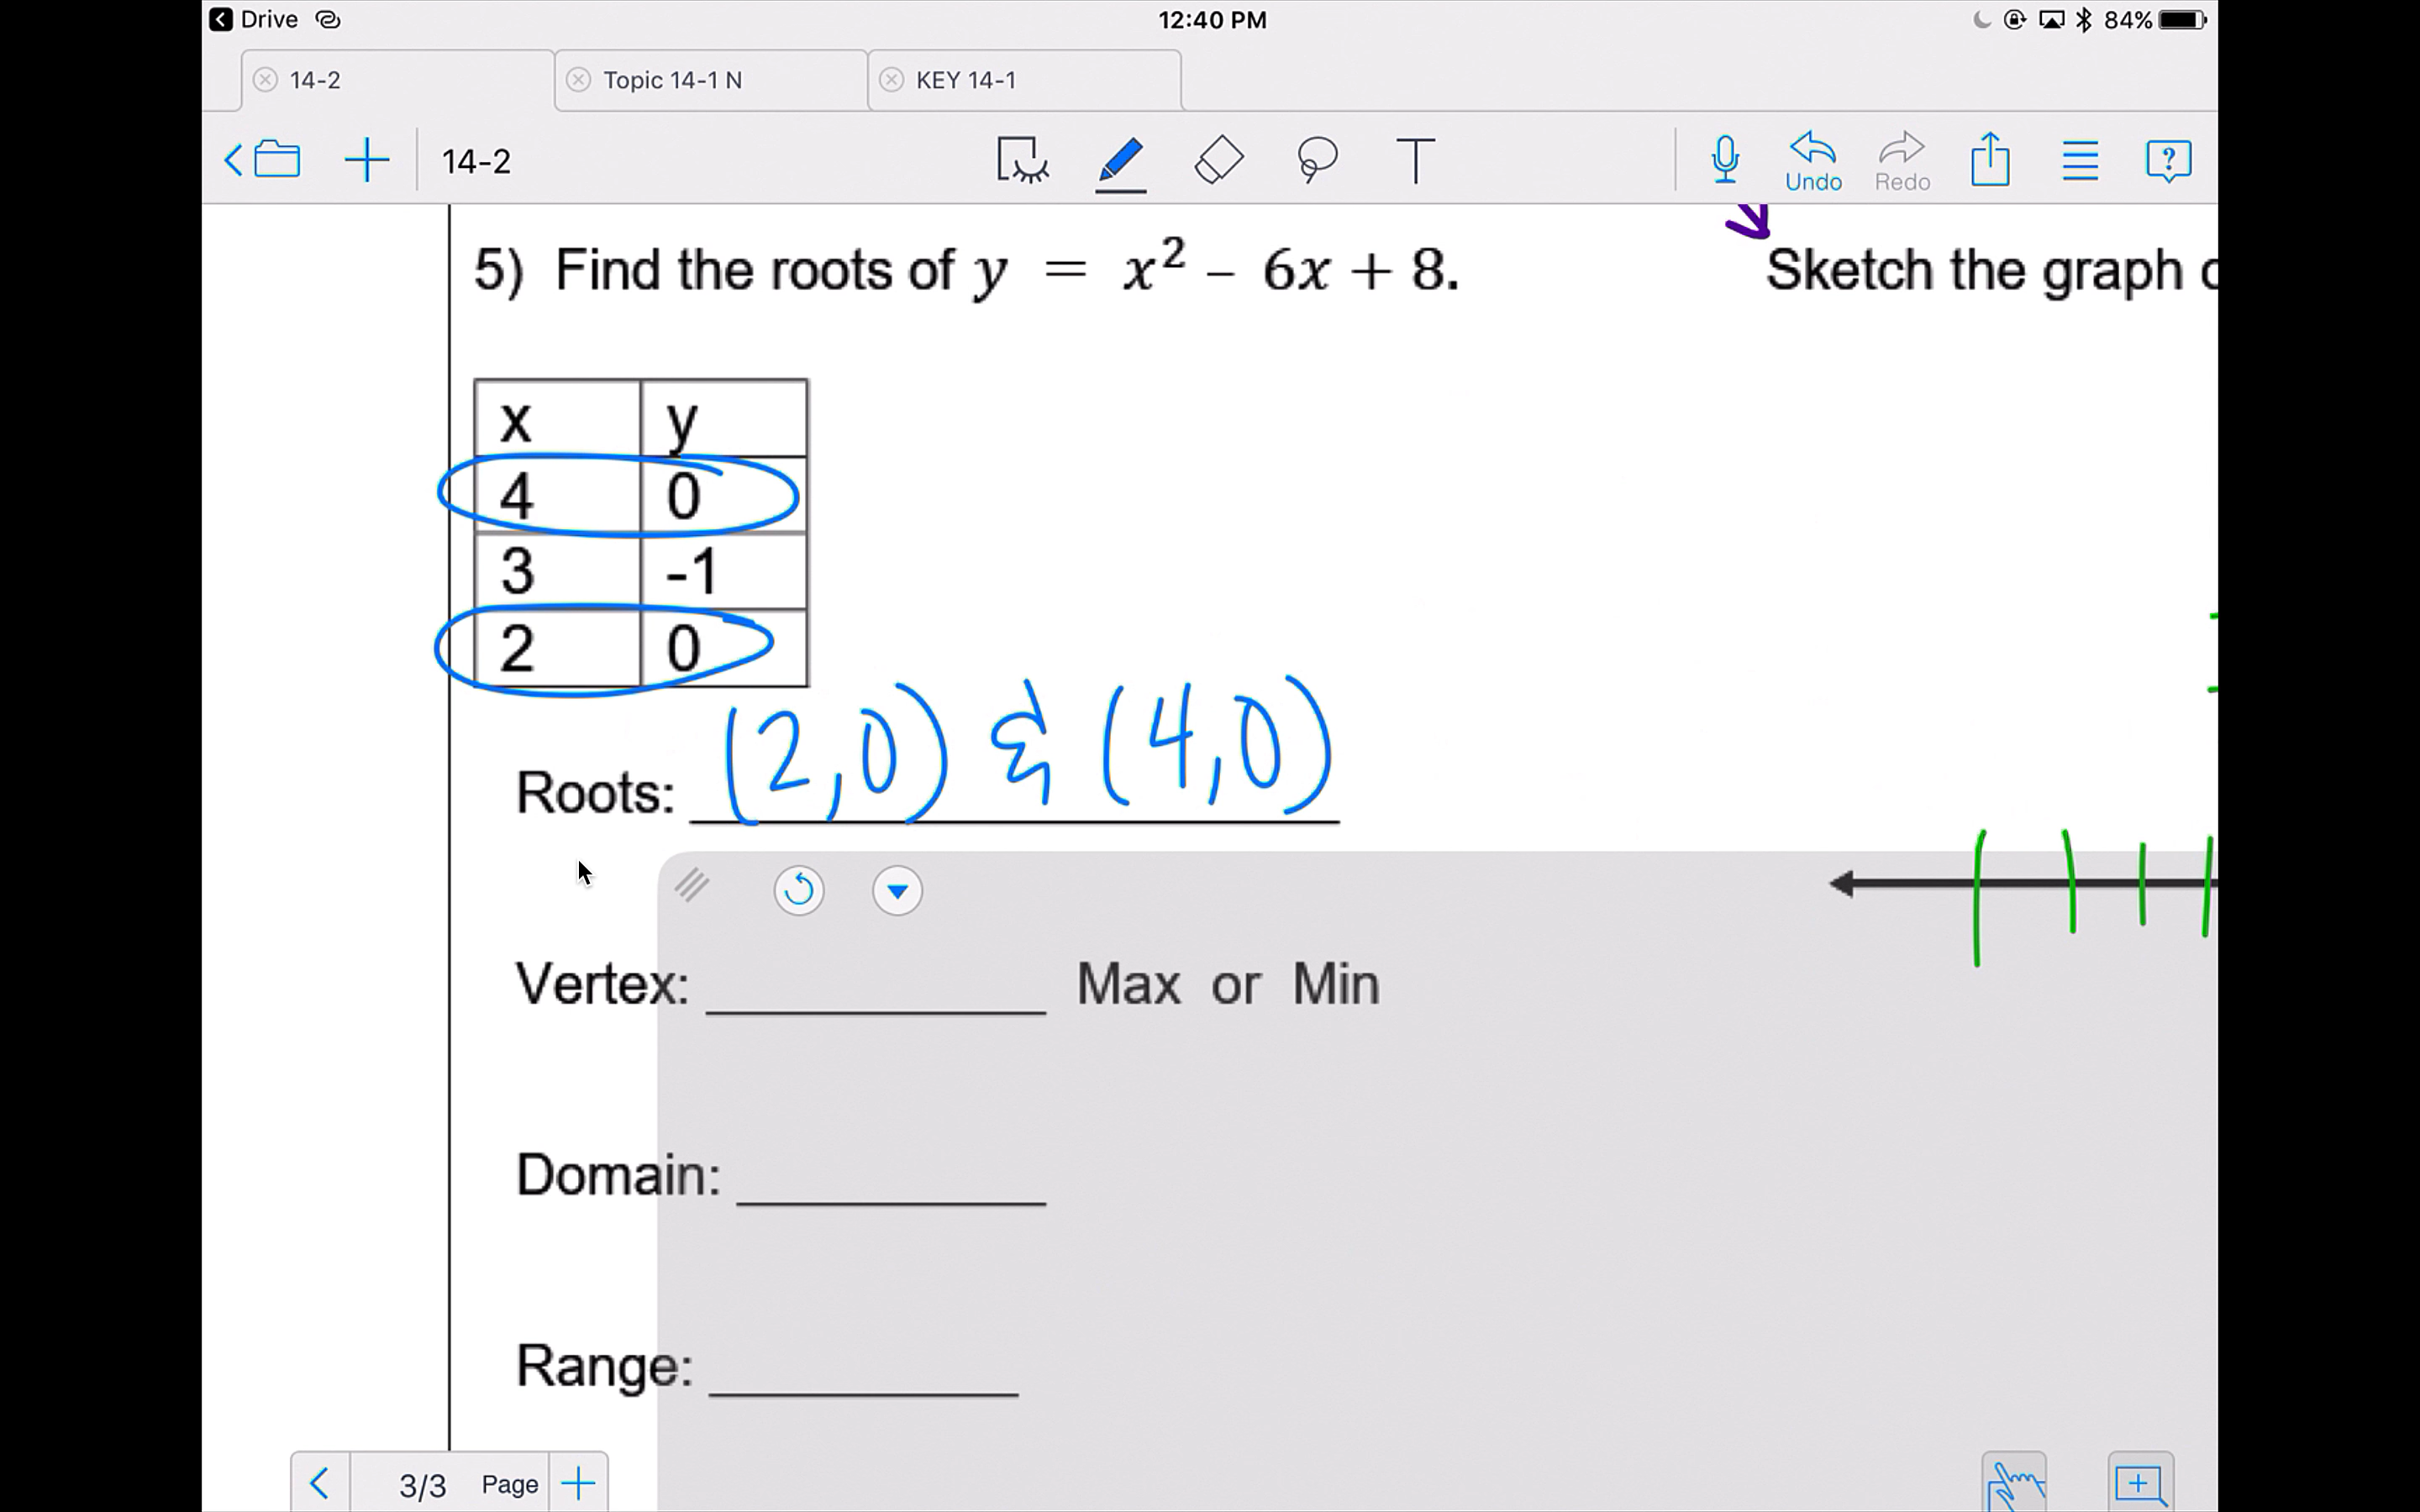 Drive 12:40 PM 84%
14-2 Topic 14-1 N KEY 14-1
14-2 T Undo Redo ?
5) Find the roots of y = x² – 6x + 8. Sketch the graph
x y
4 0
3 -1
2 0
Roots: (2,0) & (4,0)
Vertex: Max or Min
Domain:
Range:
3/3 Page